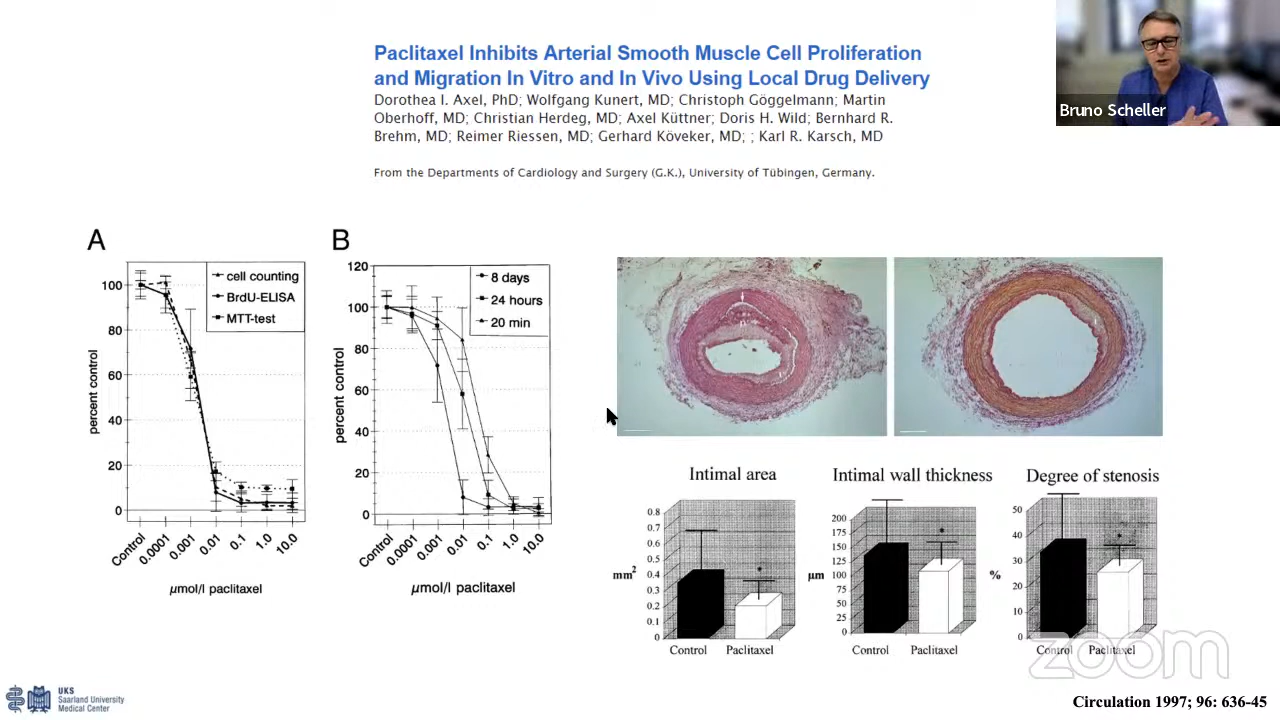 Paclitaxel Inhibits Arterial Smooth Muscle Cell Proliferation
and Migration In Vitro and In Vivo Using Local Drug Delivery
Dorothea I. Axel, PhD; Wolfgang Kunert, MD; Christoph Göggelmann; Martin
Oberhoff, MD; Christian Herdeg, MD; Axel Küttner; Doris H. Wild; Bernhard R.
Brehm, MD; Reimer Riessen, MD; Gerhard Köveker, MD; ; Karl R. Karsch, MD
From the Departments of Cardiology and Surgery (G.K.), University of Tübingen, Germany.
Bruno Scheller
A
cell counting
BrdU-ELISA
MTT-test
percent control
100
80
60
40
20
0
Control
0.0001
0.001
0.01
0.1
1.0
10.0
µmol/l paclitaxel
B
8 days
24 hours
20 min
percent control
120
100
80
60
40
20
0
Control
0.0001
0.001
0.01
0.1
1.0
10.0
µmol/l paclitaxel
Intimal area
mm²
0.8
0.7
0.6
0.5
0.4
0.3
0.2
0.1
0
Control
Paclitaxel
Intimal wall thickness
µm
200
175
150
125
100
75
50
25
0
Control
Paclitaxel
Degree of stenosis
%
50
40
30
20
10
0
Control
Paclitaxel
zoom
UKS
Saarland University
Medical Center
Circulation 1997; 96: 636-45